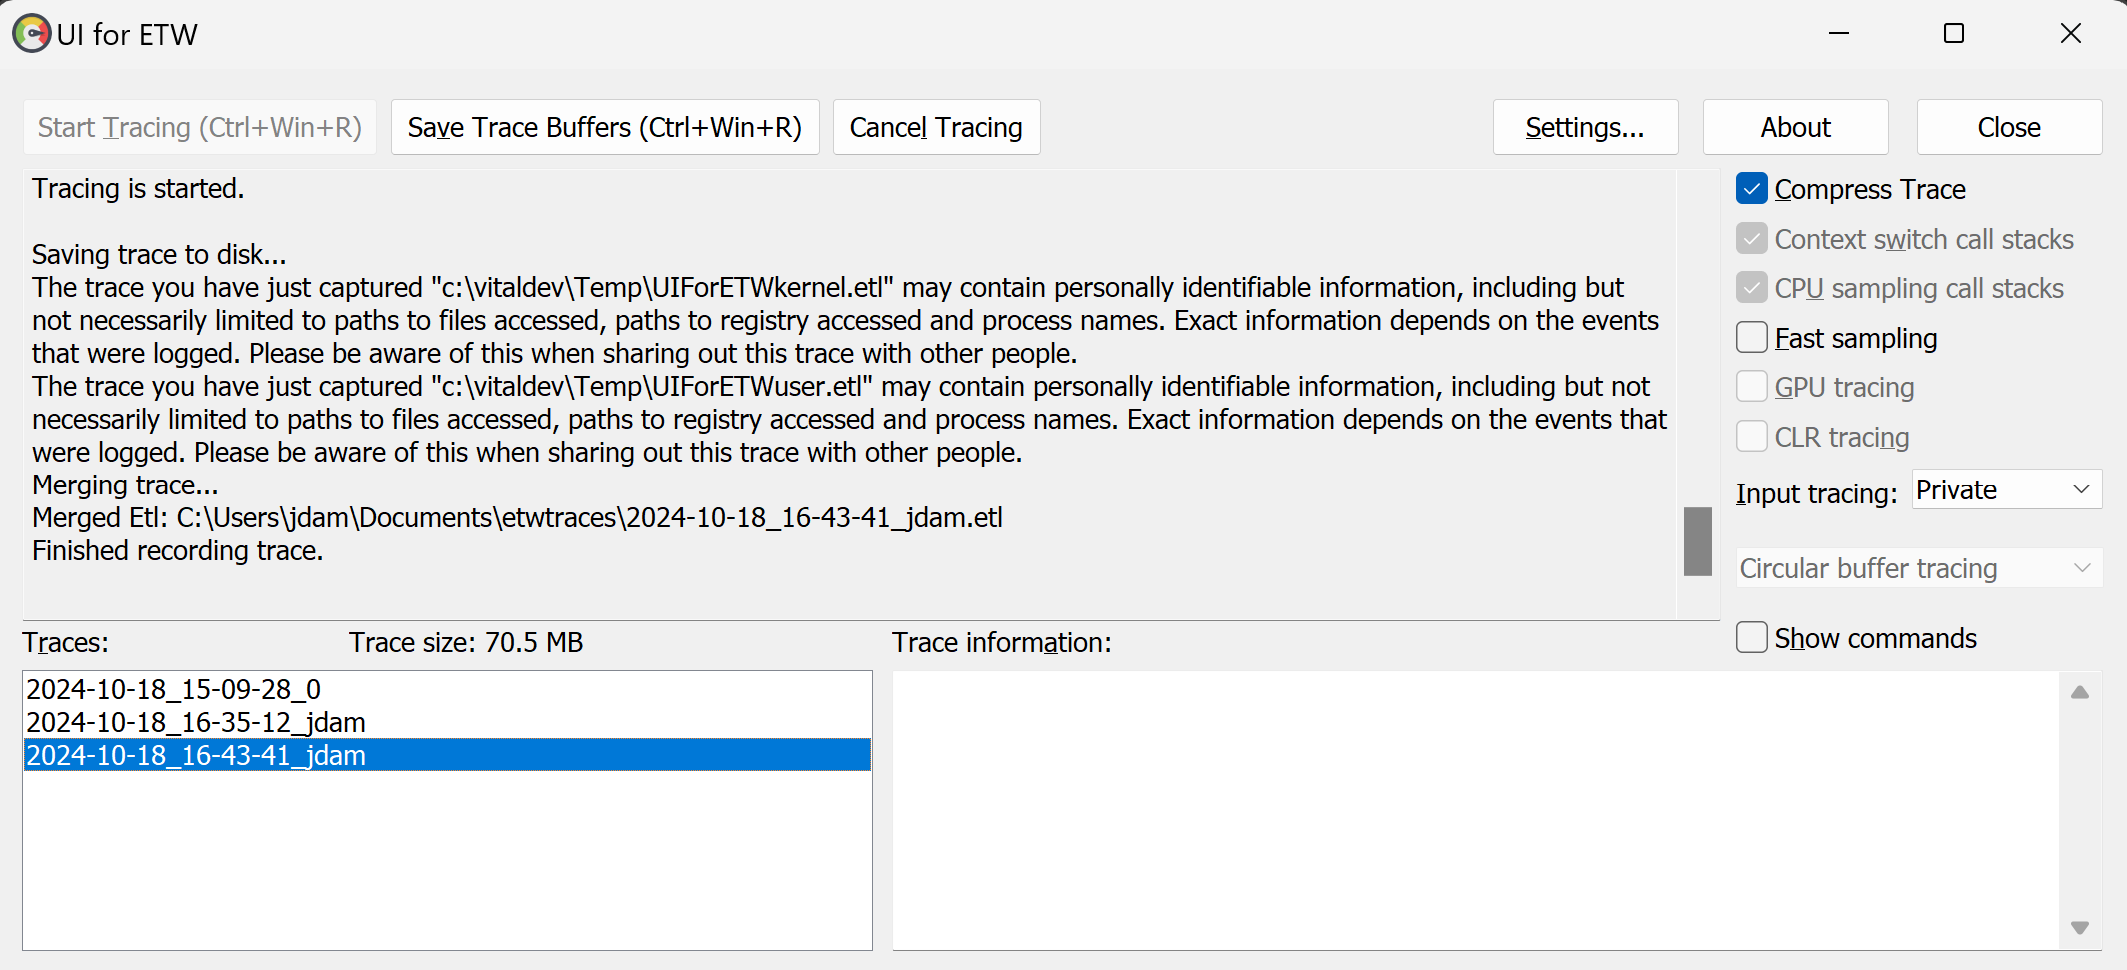 UI for ETW
Start Tracing (Ctrl+Win+R)
Save Trace Buffers (Ctrl+Win+R)
Cancel Tracing
Settings...
About
Close
Tracing is started.
Saving trace to disk...
The trace you have just captured "c:\vitaldev\Temp\UIForETWkernel.etl" may contain personally identifiable information, including but
not necessarily limited to paths to files accessed, paths to registry accessed and process names. Exact information depends on the events
that were logged. Please be aware of this when sharing out this trace with other people.
The trace you have just captured "c:\vitaldev\Temp\UIForETWuser.etl" may contain personally identifiable information, including but not
necessarily limited to paths to files accessed, paths to registry accessed and process names. Exact information depends on the events that
were logged. Please be aware of this when sharing out this trace with other people.
Merging trace...
Merged Etl: C:\Users\jdam\Documents\etwtraces\2024-10-18_16-43-41_jdam.etl
Finished recording trace.
Compress Trace
Context switch call stacks
CPU sampling call stacks
Fast sampling
GPU tracing
CLR tracing
Input tracing: Private
Circular buffer tracing
Show commands
Traces:
Trace size: 70.5 MB
2024-10-18_15-09-28_0
2024-10-18_16-35-12_jdam
2024-10-18_16-43-41_jdam
Trace information: